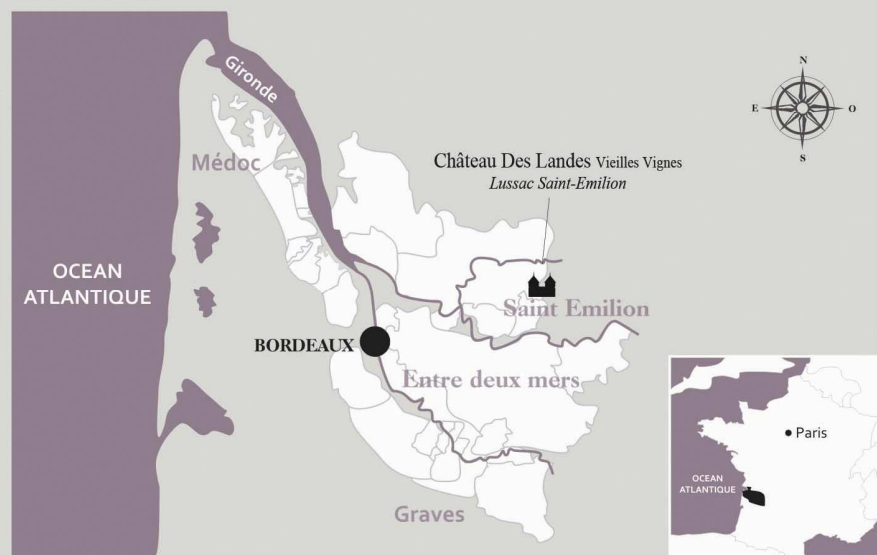 Gironde
N
E
O
S
Médoc
Château Des Landes Vieilles Vignes
Lussac Saint-Emilion
OCEAN
ATLANTIQUE
Saint Emilion
BORDEAUX
Entre deux mers
Graves
Paris
OCEAN
ATLANTIQUE